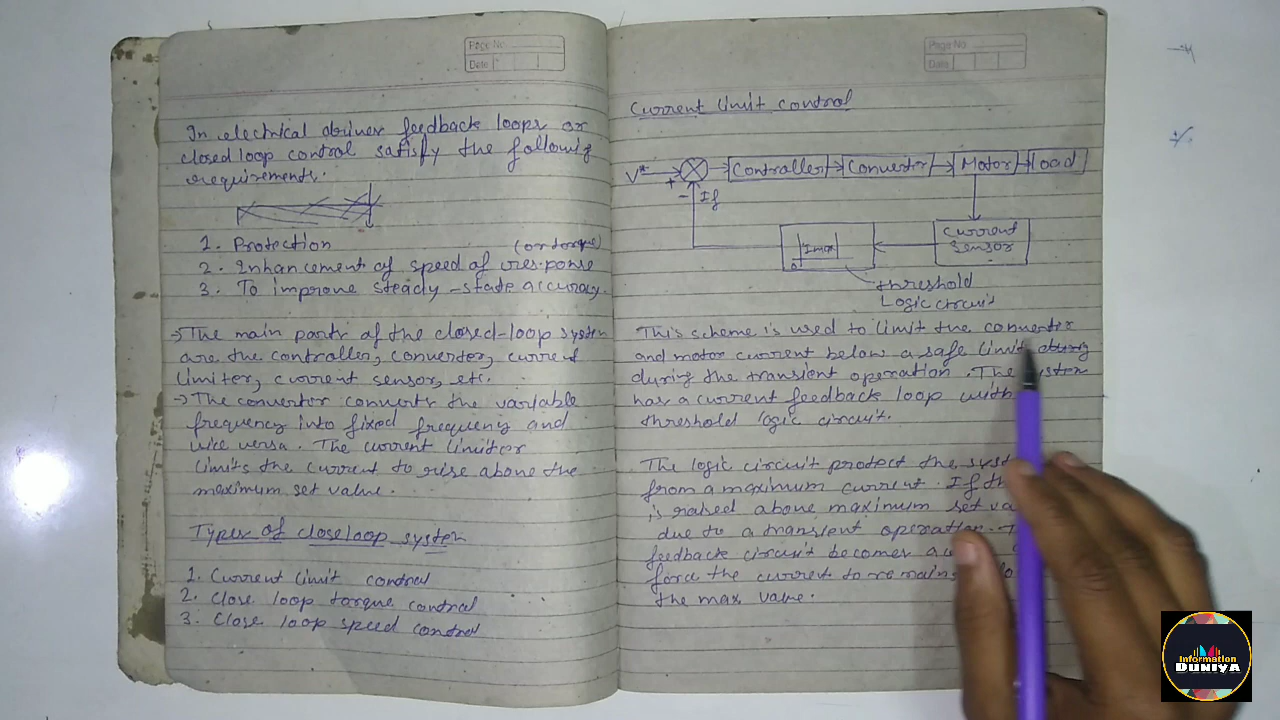 Page No.
Date
In electrical driver feedback loops or
closed loop control satisfy the following
requirements.
1. Protection
(or torque)
2. Enhancement of speed of response
3. To improve steady-state accuracy.
→ The main parts of the closed-loop system
are the controller, converter, current
limiter, current sensor, etc.
→ The convertor converts the variable
frequency into fixed frequency and
vice versa. The current limiter
limits the current to rise above the
maximum set value.
Types of closeloop system
1. Current limit control
2. Close loop torque control
3. Close loop speed control
Page No.
Date
Current limit control
V*
+
-
If
Controller
Convertor
Motor
Load
Current
Sensor
Imax
0
threshold
Logic circuit
This scheme is used to limit the converter
and motor current below a safe limit during
during the transient operation. The system
has a current feedback loop with
threshold logic circuit.
The logic circuit protect the
from a maximum current. If
is raised above maximum set
due to a transient operation.
feedback circuit becomes
force the current to remains
the max value.
Information
DUNIYA